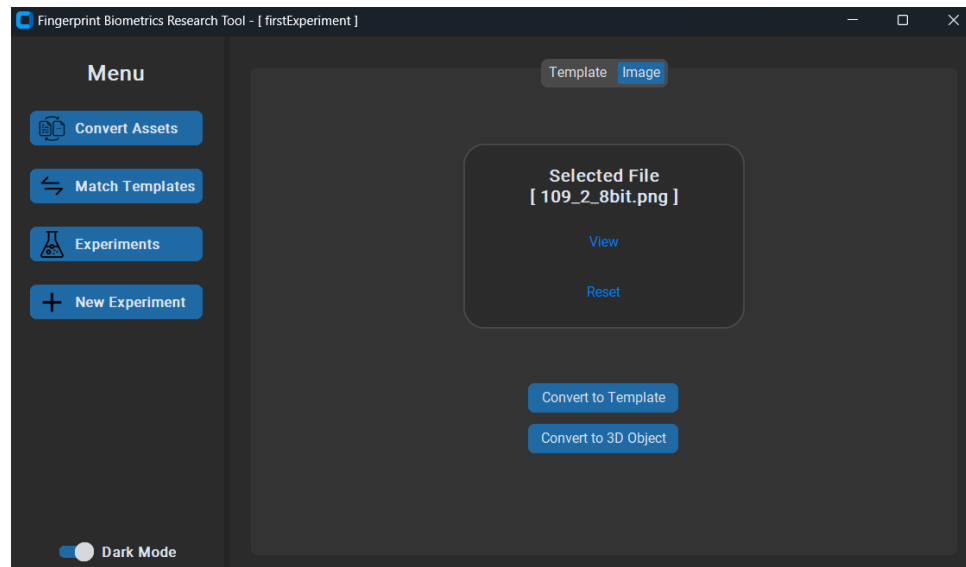 Fingerprint Biometrics Research Tool - [ firstExperiment ]
Menu
Convert Assets
Match Templates
Experiments
New Experiment
Dark Mode
Template Image
Selected File
[ 109_2_8bit.png ]
View
Reset
Convert to Template
Convert to 3D Object